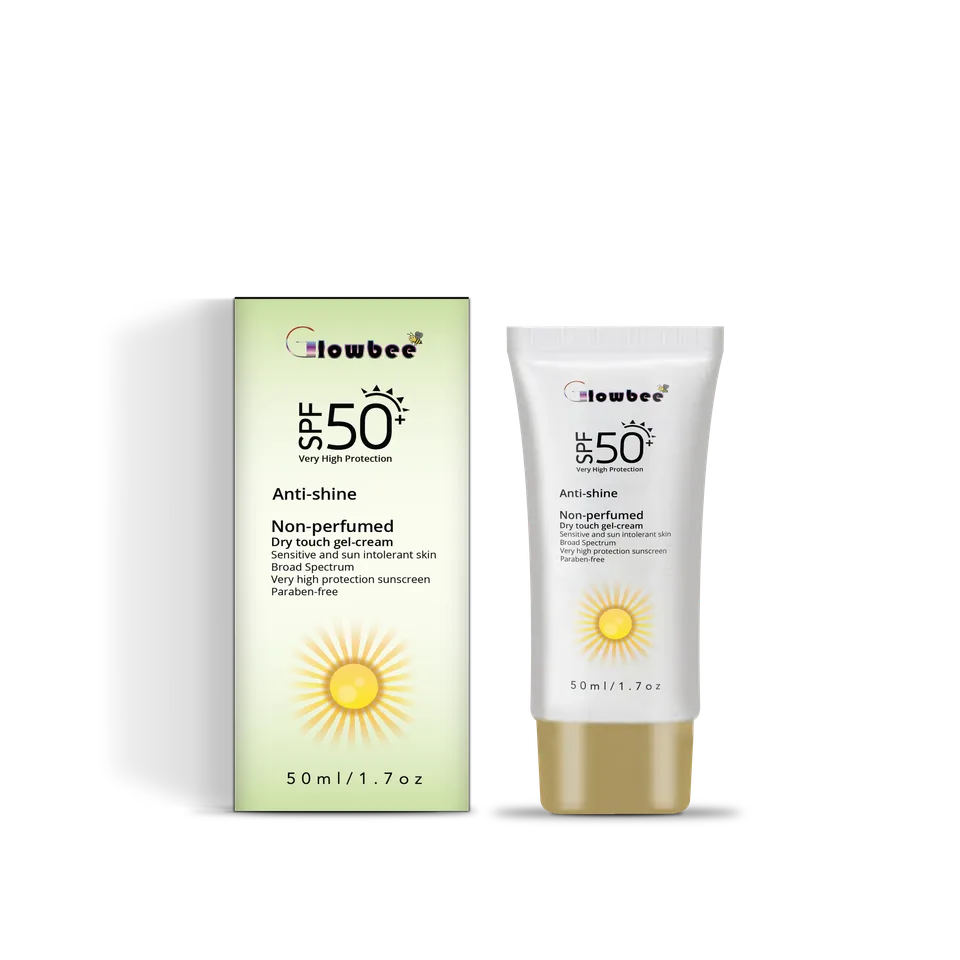 Glowbee
SPF 50+
Very High Protection
Anti-shine
Non-perfumed
Dry touch gel-cream
Sensitive and sun intolerant skin
Broad Spectrum
Very high protection sunscreen
Paraben-free
50ml/1.7oz
Glowbee
SPF 50+
Very High Protection
Anti-shine
Non-perfumed
Dry touch gel-cream
Sensitive and sun intolerant skin
Broad Spectrum
Very high protection sunscreen
Paraben-free
50ml/1.7oz